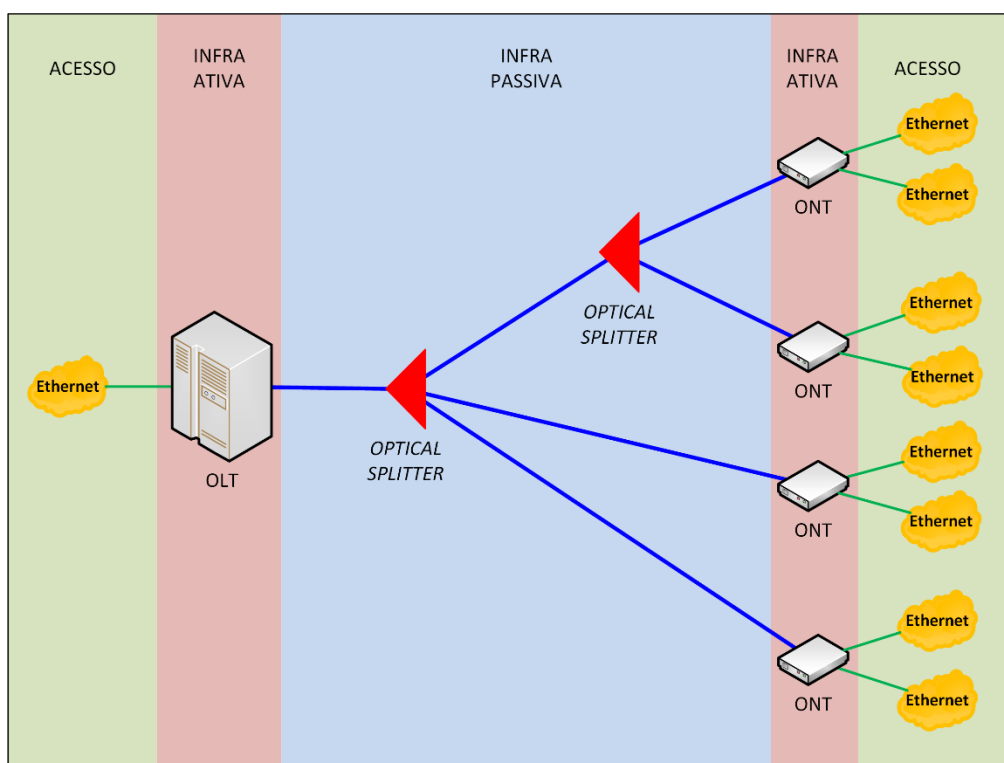 ACESSO
INFRA
ATIVA
INFRA
PASSIVA
INFRA
ATIVA
ACESSO
Ethernet
Ethernet
ONT
OPTICAL
SPLITTER
Ethernet
ONT
Ethernet
Ethernet
OLT
OPTICAL
SPLITTER
Ethernet
ONT
Ethernet
Ethernet
ONT
Ethernet